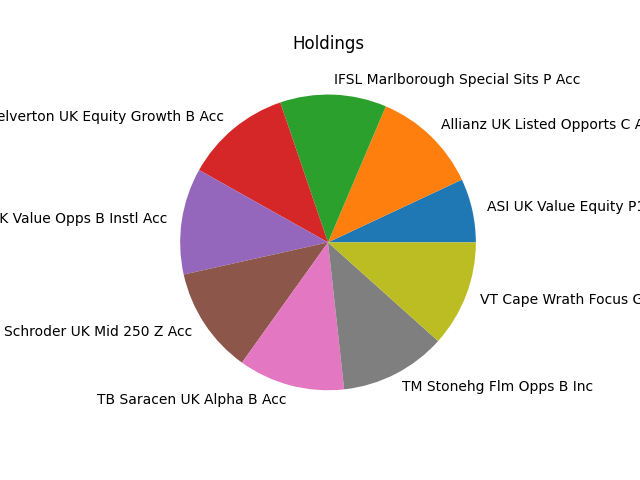 Holdings
IFSL Marlborough Special Sits P Acc
UK Equity Growth B Acc
Allianz UK Listed Opports C
Value Opps B Instl Acc
ASI UK Value Equity
Schroder UK Mid 250 Z Acc
VT Cape Wrath Focus
TB Saracen UK Alpha B Acc
TM Stonehg Flm Opps B Inc